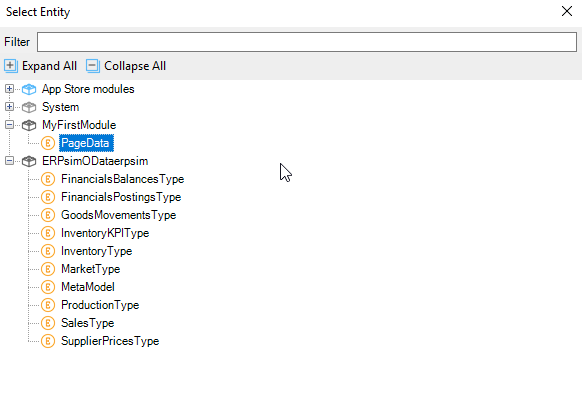 Select Entity
Filter
Expand All Collapse All
App Store modules
System
MyFirstModule
PageData
ERPsimODataerpsim
FinancialsBalancesType
FinancialsPostingsType
GoodsMovementsType
InventoryKPIType
InventoryType
MarketType
MetaModel
ProductionType
SalesType
SupplierPricesType